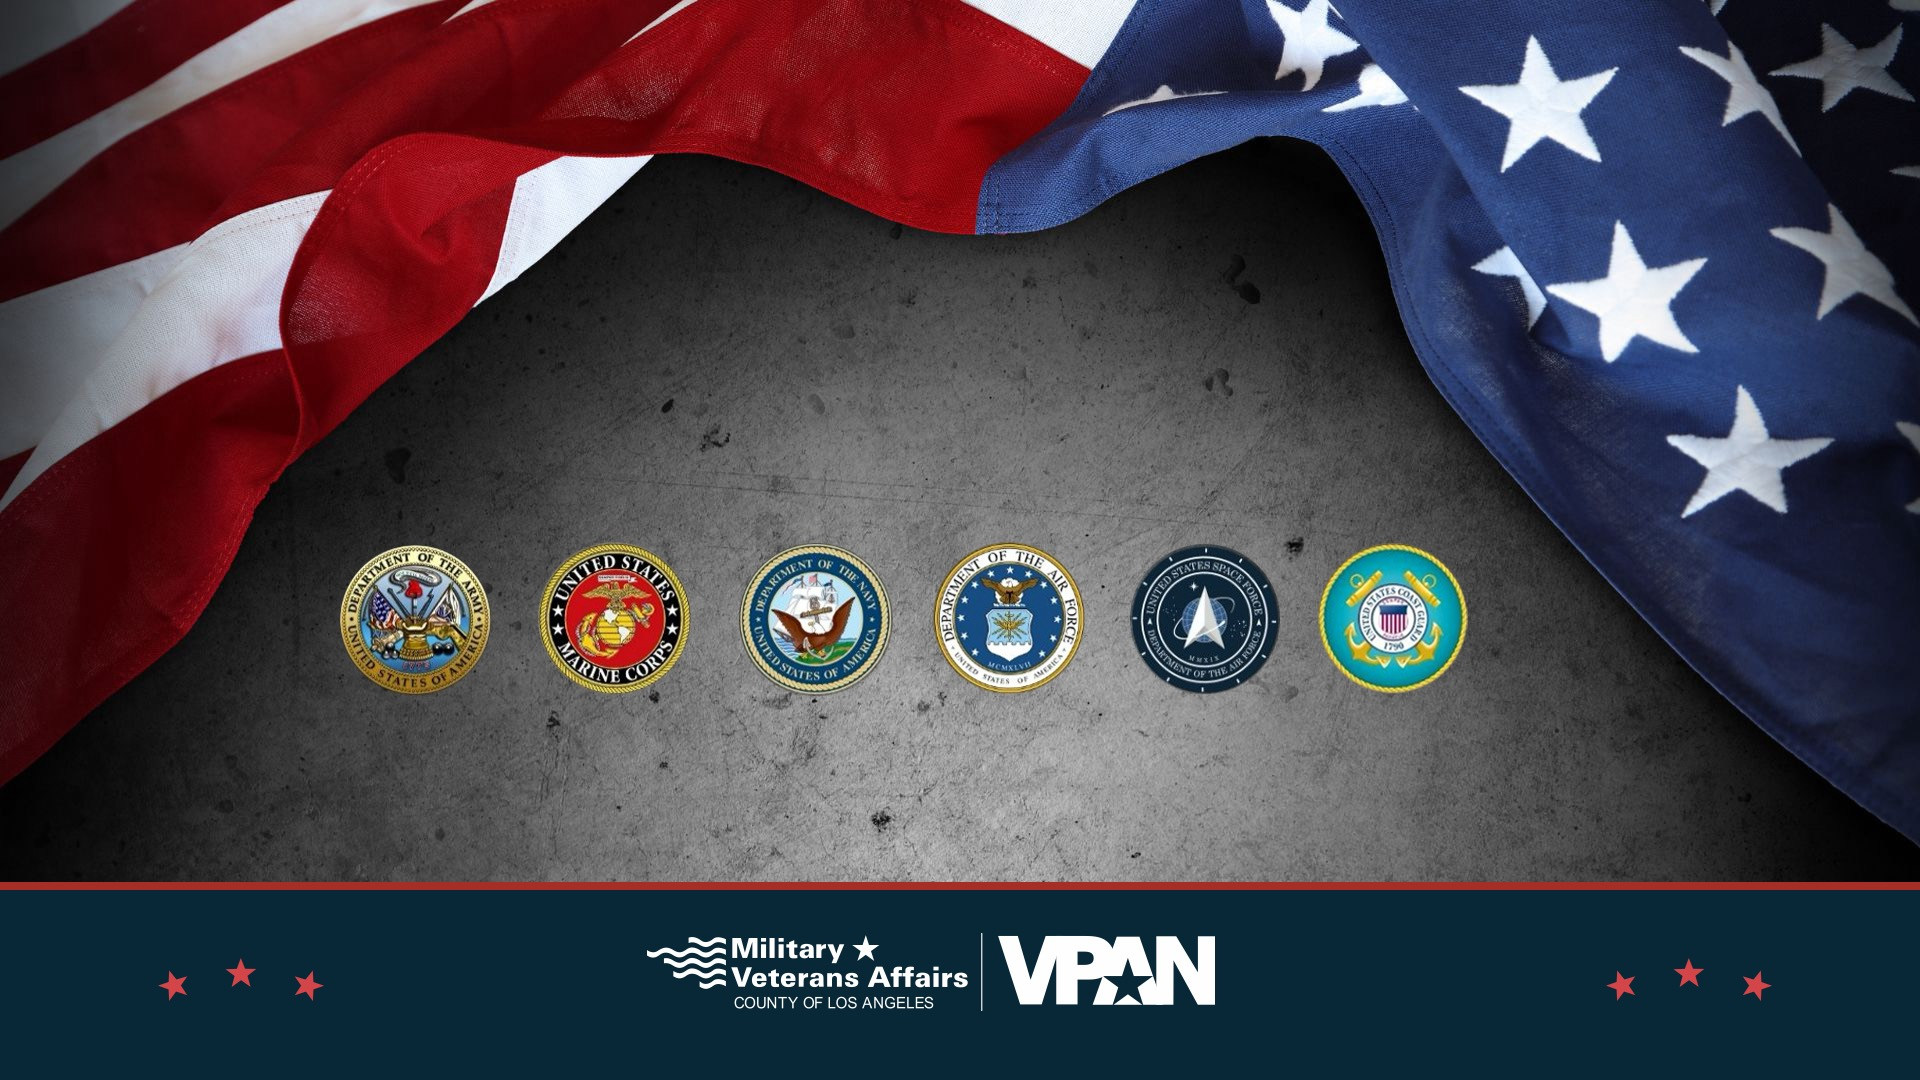 DEPARTMENT OF THE ARMY
UNITED STATES OF AMERICA
UNITED STATES
MARINE CORPS
DEPARTMENT OF THE NAVY
UNITED STATES OF AMERICA
DEPARTMENT OF THE AIR FORCE
MCMXLVII
UNITED STATES OF AMERICA
UNITED STATES SPACE FORCE
MMXIX
DEPARTMENT OF THE AIR FORCE
UNITED STATES COAST GUARD
1790
Military
Veterans Affairs
COUNTY OF LOS ANGELES
VPAN